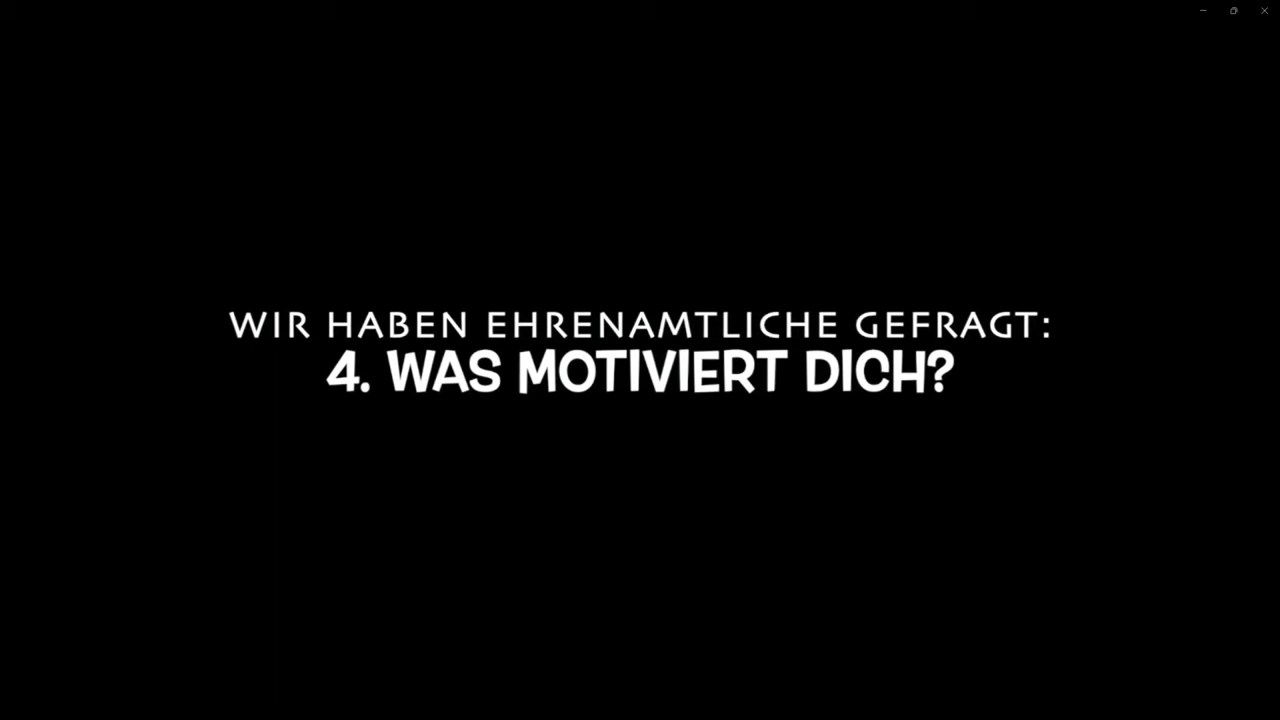 WIR HABEN EHRENAMTLICHE GEFRAGT:
4. WAS MOTIVIERT DICH?